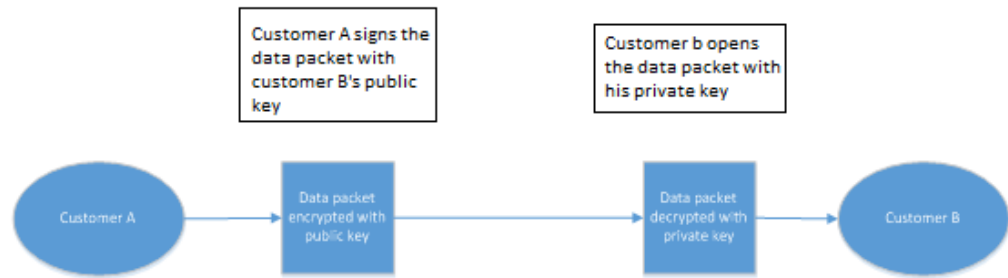 Customer A signs the
data packet with
customer B's public
key
Customer b opens
the data packet with
his private key
Customer A
Data packet
encrypted with
public key
Data packet
decrypted with
private key
Customer B